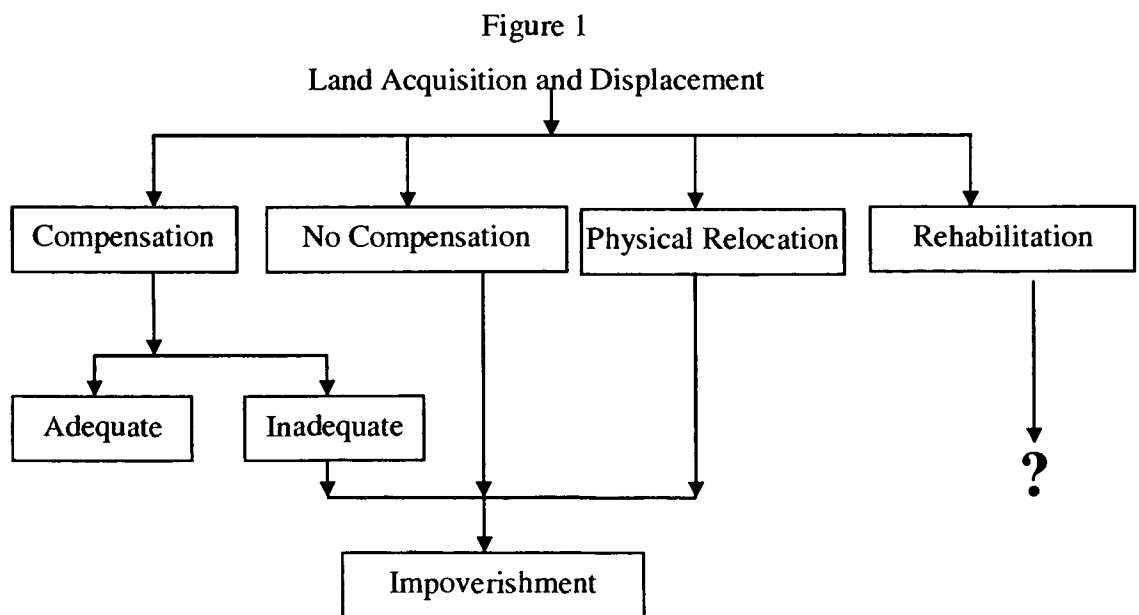 Figure 1
Land Acquisition and Displacement
Compensation
No Compensation
Physical Relocation
Rehabilitation
Adequate
Inadequate
?
Impoverishment